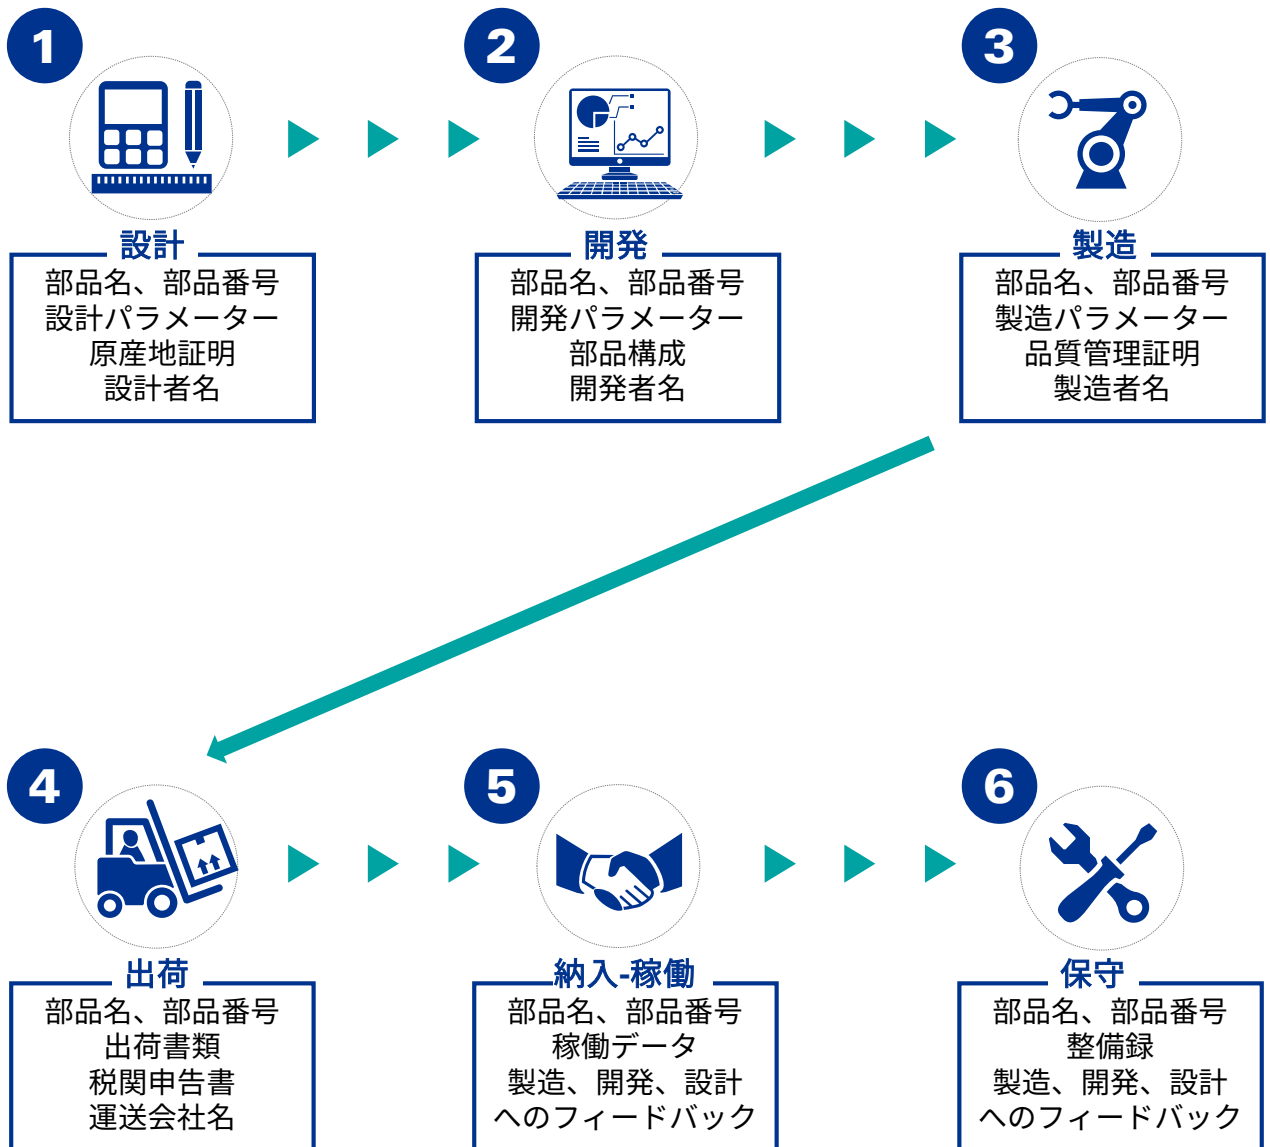 1
2
3
設計
部品名、部品番号
設計パラメーター
原産地証明
設計者名
開発
部品名、部品番号
開発パラメーター
部品構成
開発者名
製造
部品名、部品番号
製造パラメーター
品質管理証明
製造者名
4
5
6
出荷
部品名、部品番号
出荷書類
税関申告書
運送会社名
納入-稼働
部品名、部品番号
稼働データ
製造、開発、設計
へのフィードバック
保守
部品名、部品番号
整備録
製造、開発、設計
へのフィードバック